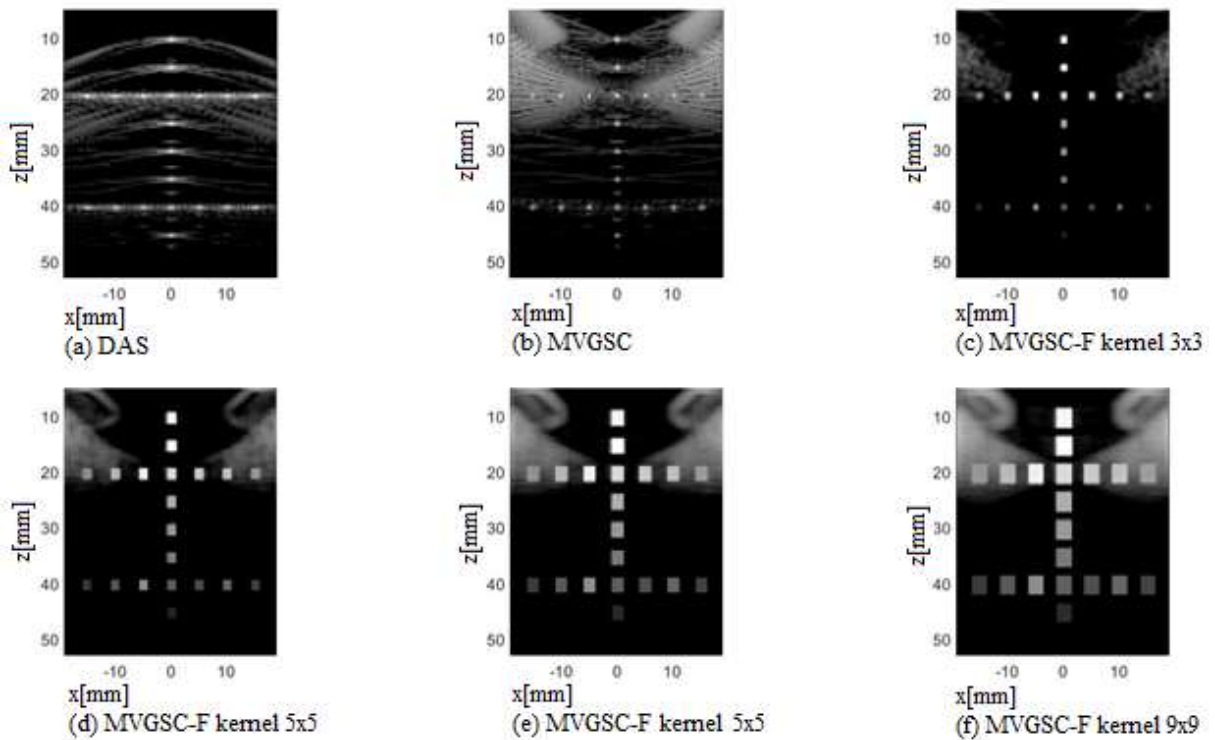 10
20
30
40
50
z[mm]
-10 0 10
x[mm]
(a) DAS
10
20
30
40
50
z[mm]
-10 0 10
x[mm]
(b) MVGSC
10
20
30
40
50
z[mm]
-10 0 10
x[mm]
(c) MVGSC-F kernel 3x3
10
20
30
40
50
z[mm]
-10 0 10
x[mm]
(d) MVGSC-F kernel 5x5
10
20
30
40
50
z[mm]
-10 0 10
x[mm]
(e) MVGSC-F kernel 5x5
10
20
30
40
50
z[mm]
-10 0 10
x[mm]
(f) MVGSC-F kernel 9x9